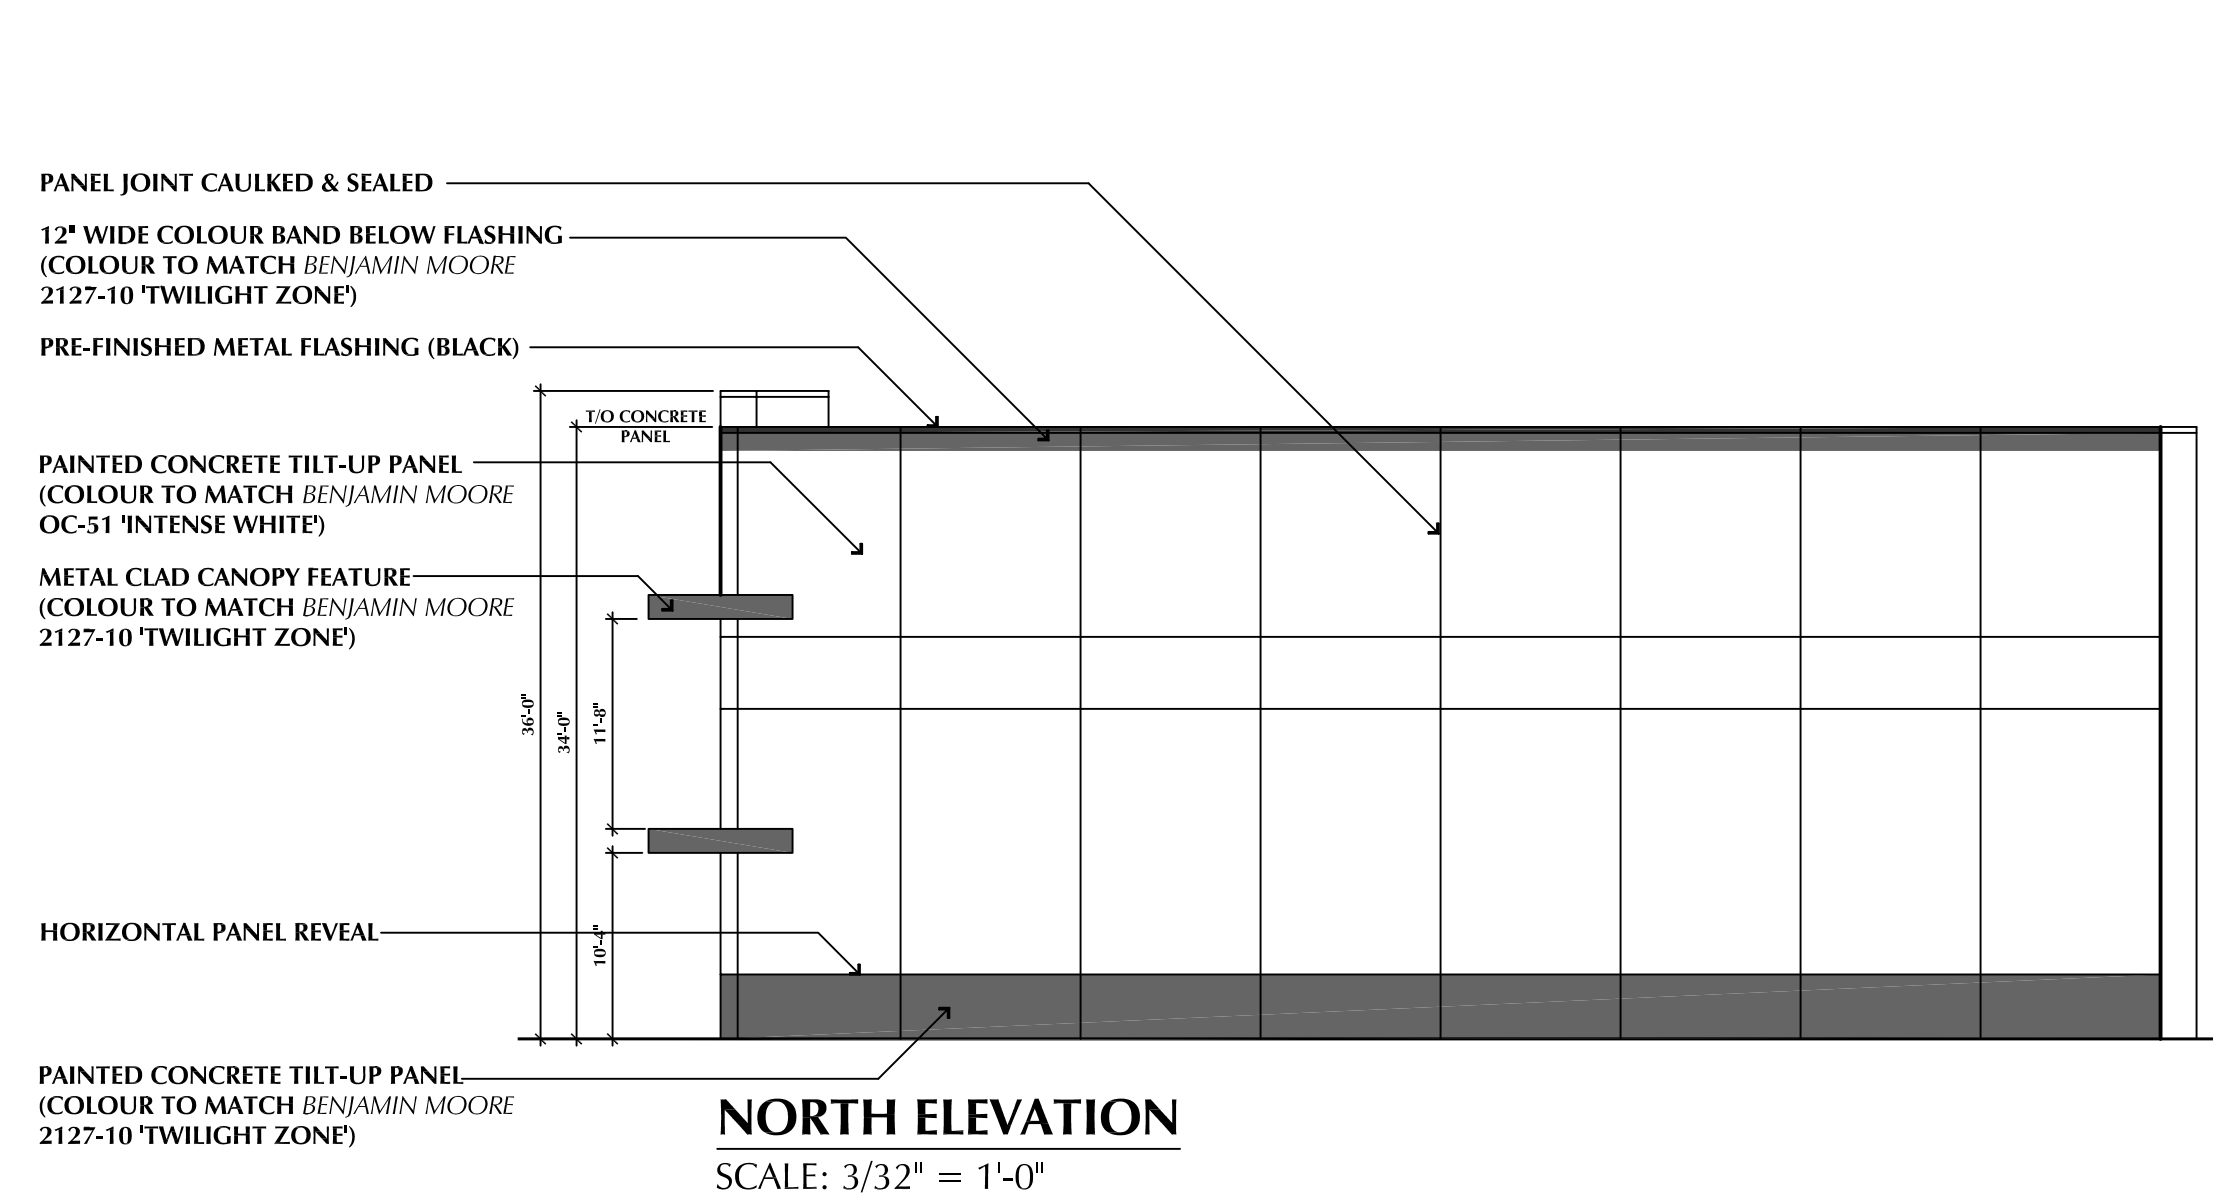 PANEL JOINT CAULKED & SEALED
12" WIDE COLOUR BAND BELOW FLASHING
(COLOUR TO MATCH BENJAMIN MOORE
2127-10 'TWILIGHT ZONE')
PRE-FINISHED METAL FLASHING (BLACK)
T/O CONCRETE
PANEL
PAINTED CONCRETE TILT-UP PANEL
(COLOUR TO MATCH BENJAMIN MOORE
OC-51 'INTENSE WHITE')
METAL CLAD CANOPY FEATURE
(COLOUR TO MATCH BENJAMIN MOORE
2127-10 'TWILIGHT ZONE')
36'-0"
34'-0"
11'-8"
10'-4"
HORIZONTAL PANEL REVEAL
PAINTED CONCRETE TILT-UP PANEL
(COLOUR TO MATCH BENJAMIN MOORE
2127-10 'TWILIGHT ZONE')
NORTH ELEVATION
SCALE: 3/32" = 1'-0"